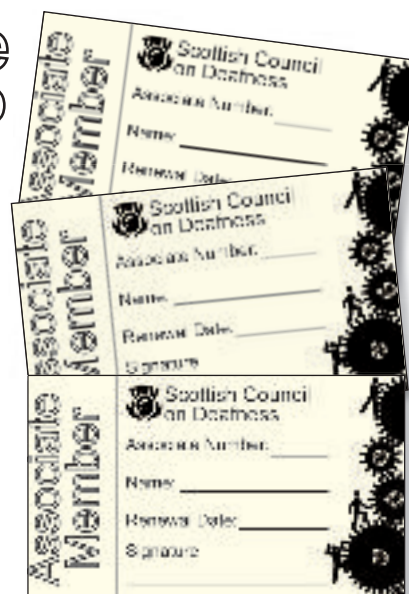 Associate
Member
Scottish Council
on Deafness
Associate Number:
Name:
Renewal Date:
Associate
Member
Scottish Council
on Deafness
Associate Number:
Name:
Renewal Date:
Signature
Associate
Member
Scottish Council
on Deafness
Associate Number:
Name:
Renewal Date:
Signature